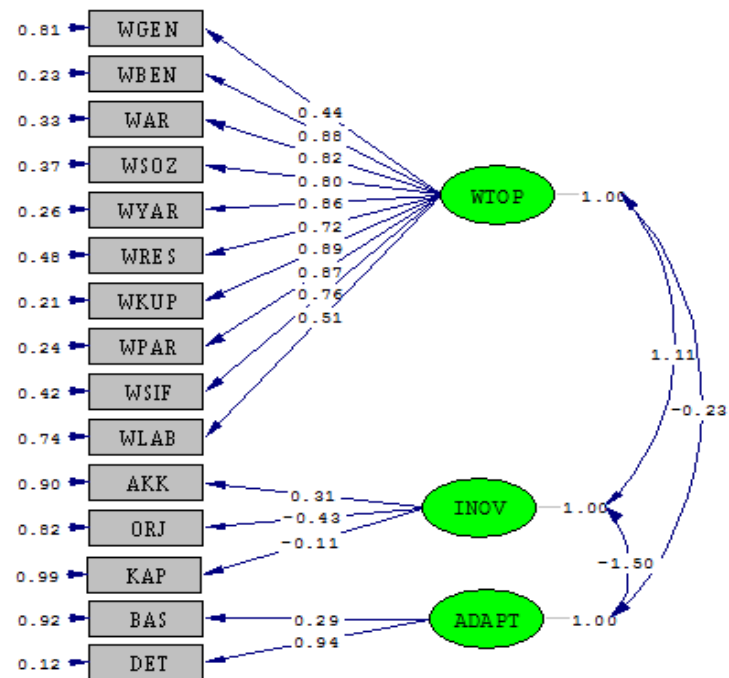 0.81 WGEN
0.23 WBEN
0.33 WAR
0.37 WSOZ
0.26 WYAR
0.48 WRES
0.21 WKUP
0.24 WPAR
0.42 WSIF
0.74 WLAB
0.90 AKK
0.82 ORJ
0.99 KAP
0.92 BAS
0.12 DET
0.44
0.88
0.82
0.80
0.86
0.72
0.89
0.87
0.76
0.51
0.31
-0.43
-0.11
0.29
0.94
WTOP 1.00
INOV 1.00
ADAPT 1.00
1.11
-0.23
-1.50